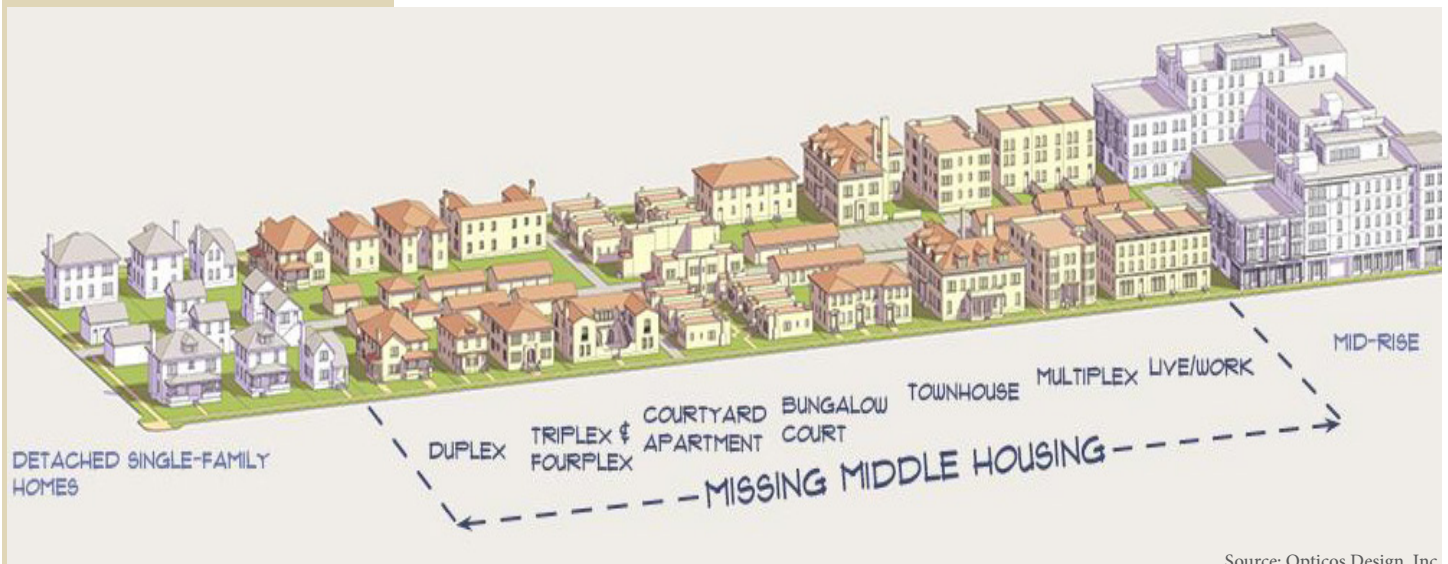 DETACHED SINGLE-FAMILY
HOMES
DUPLEX
TRIPLEX &
FOURPLEX
COURTYARD
APARTMENT
BUNGALOW
COURT
TOWNHOUSE
MULTIPLEX
LIVE/WORK
MID-RISE
MISSING MIDDLE HOUSING
Source: Opticos Design, Inc